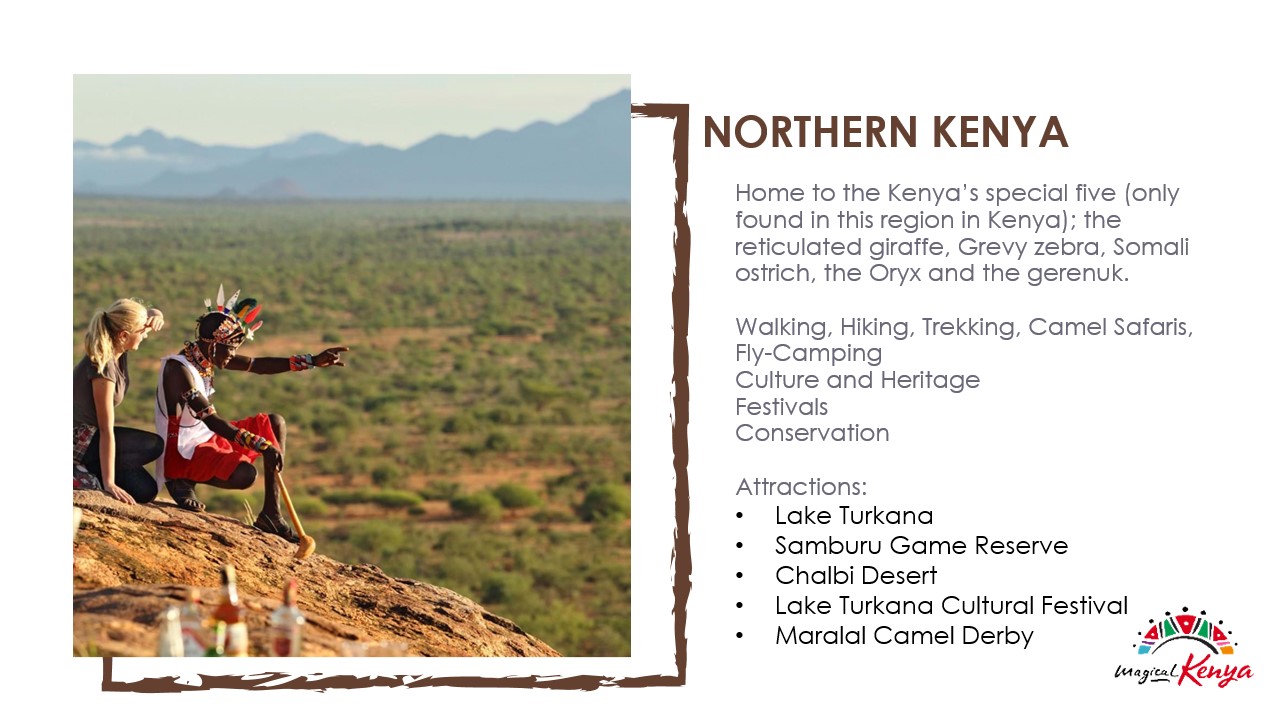 NORTHERN KENYA
Home to the Kenya’s special five (only
found in this region in Kenya); the
reticulated giraffe, Grevy zebra, Somali
ostrich, the Oryx and the gerenuk.
Walking, Hiking, Trekking, Camel Safaris,
Fly-Camping
Culture and Heritage
Festivals
Conservation
Attractions:
• Lake Turkana
• Samburu Game Reserve
• Chalbi Desert
• Lake Turkana Cultural Festival
• Maralal Camel Derby
Magical Kenya